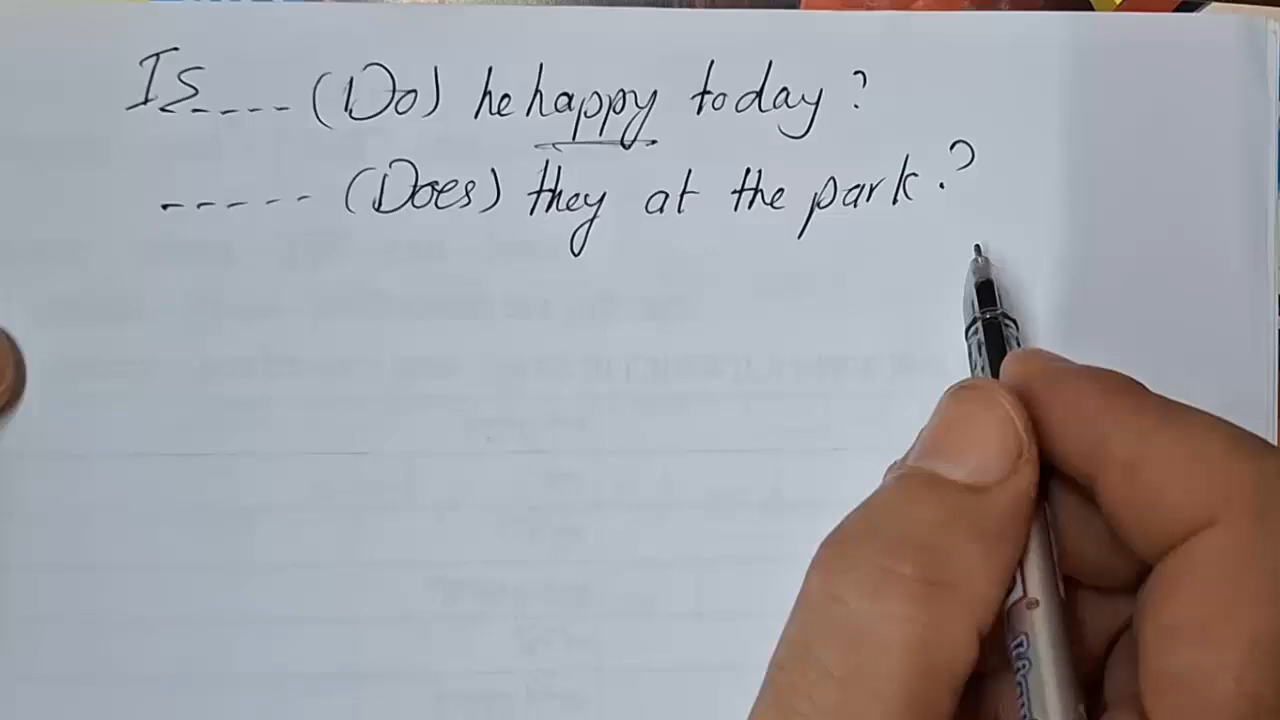 Is---- (Do) he happy today?
----- (Does) they at the park.?